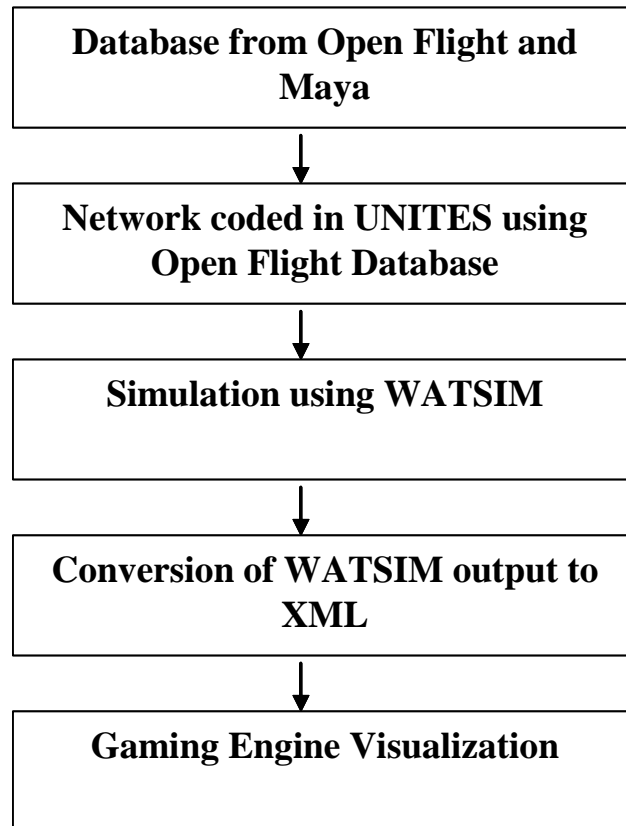 Database from Open Flight and
Maya
Network coded in UNITES using
Open Flight Database
Simulation using WATSIM
Conversion of WATSIM output to
XML
Gaming Engine Visualization